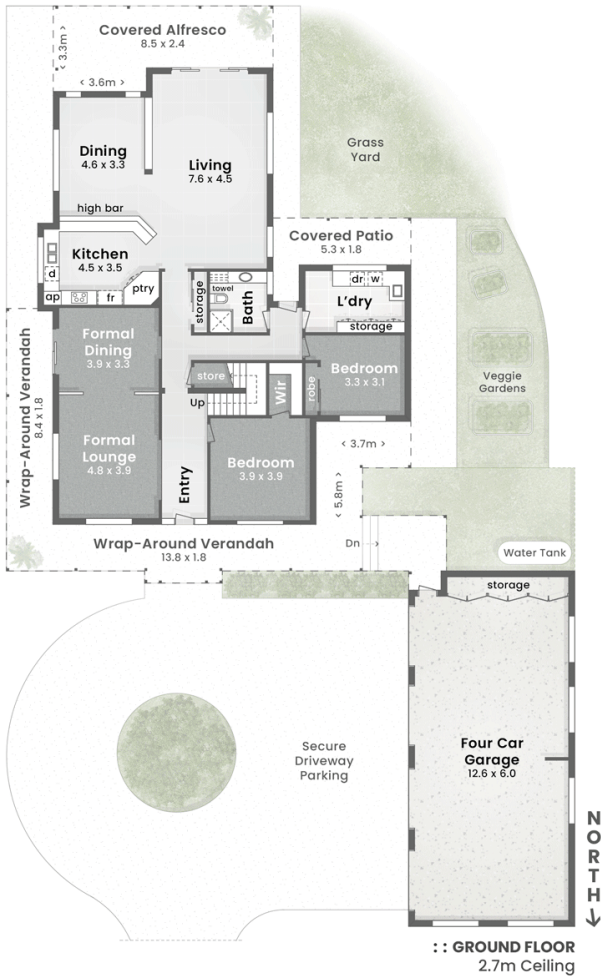 Covered Alfresco
8.5 x 2.4
< 3.3m >
< 3.6m >
Dining
4.6 x 3.3
Living
7.6 x 4.5
Grass
Yard
high bar
Kitchen
4.5 x 3.5
d
ap
fr
ptry
storage
towel
Bath
Covered Patio
5.3 x 1.8
dr w
L'dry
storage
Formal
Dining
3.9 x 3.3
store
Up
Wir
robe
Bedroom
3.3 x 3.1
Veggie
Gardens
Wrap-Around Verandah
8.4 x 1.8
Formal
Lounge
4.8 x 3.9
Entry
Bedroom
3.9 x 3.9
< 3.7m >
< 5.8m >
Wrap-Around Verandah
13.8 x 1.8
Dn
Water Tank
storage
Secure
Driveway
Parking
Four Car
Garage
12.6 x 6.0
NORTH
:: GROUND FLOOR
2.7m Ceiling